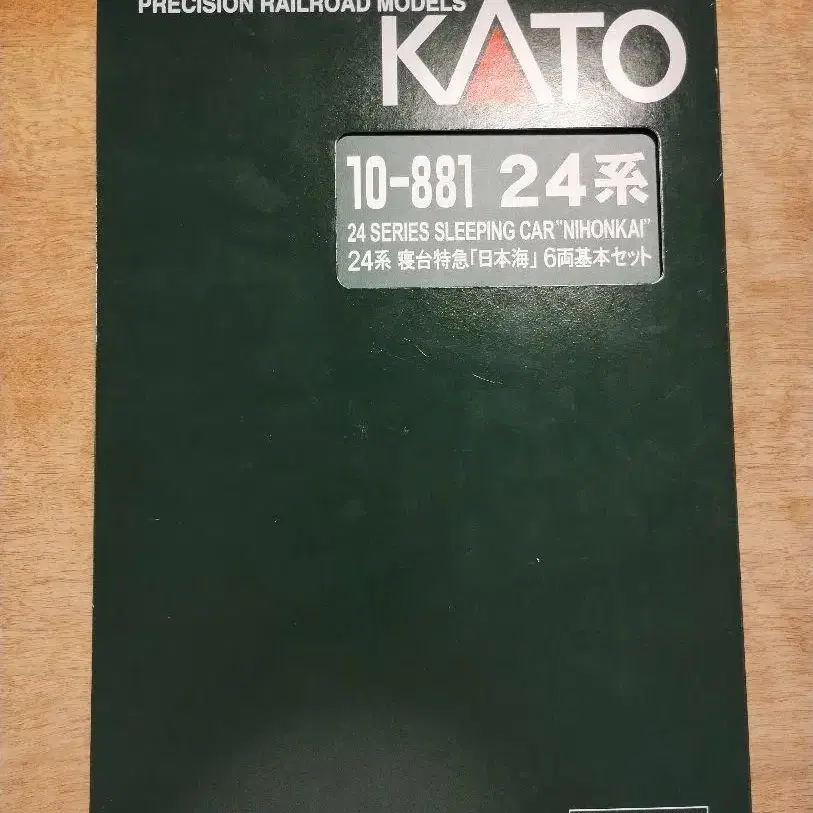 PRECISION RAILROAD MODELS
KATO
10-881 24系
24 SERIES SLEEPING CAR "NIHONKAI"
24系 寝台特急「日本海」6両基本セット